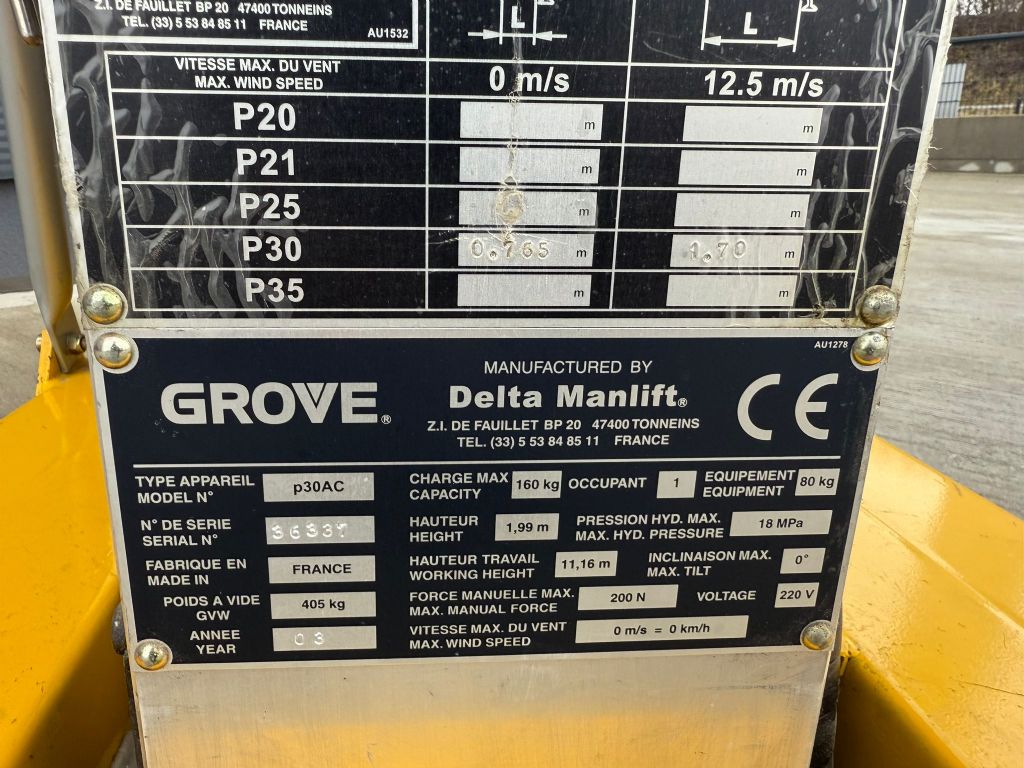 Z.I. DE FAUILLET BP 20 47400 TONNEINS
TEL. (33) 5 53 84 85 11 FRANCE
AU1532
L
L
VITESSE MAX. DU VENT
MAX. WIND SPEED
0 m/s
12.5 m/s
P20 m m
P21 m m
P25 m m
P30 0.765 m 1.70 m
P35 m m
AU1278
GROVE®
MANUFACTURED BY
Delta Manlift®
Z.I. DE FAUILLET BP 20 47400 TONNEINS
TEL. (33) 5 53 84 85 11 FRANCE
CE
TYPE APPAREIL
MODEL N°
p30AC
N° DE SERIE
SERIAL N°
36337
FABRIQUE EN
MADE IN
FRANCE
POIDS A VIDE
GVW
405 kg
ANNEE
YEAR
03
CHARGE MAX
CAPACITY
160 kg
OCCUPANT
1
EQUIPEMENT
EQUIPMENT
80 kg
HAUTEUR
HEIGHT
1,99 m
PRESSION HYD. MAX.
MAX. HYD. PRESSURE
18 MPa
HAUTEUR TRAVAIL
WORKING HEIGHT
11,16 m
INCLINAISON MAX.
MAX. TILT
0°
FORCE MANUELLE MAX.
MAX. MANUAL FORCE
200 N
VOLTAGE
220 V
VITESSE MAX. DU VENT
MAX. WIND SPEED
0 m/s = 0 km/h